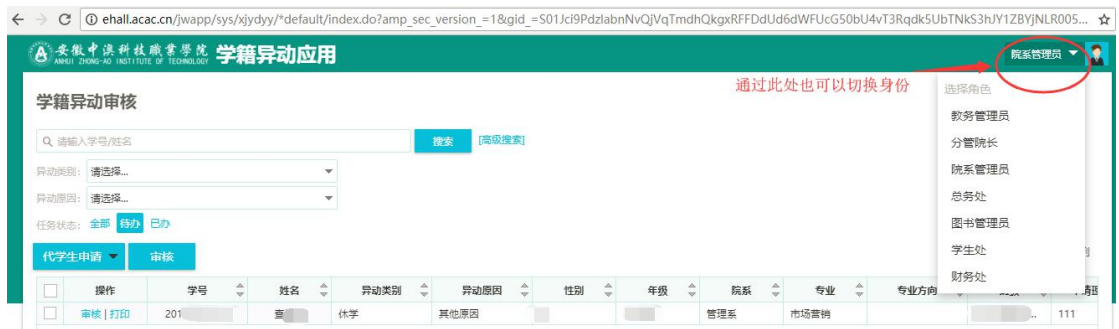 ehall.acac.cn/jwapp/sys/xjydyy/*default/index.do?amp_sec_version_=1&gid_=S01Jci9PdzlabnNvQjVqTmdhQkgxRFFDdUd6dWFUcG50bU4vT3Rqdk5UbTNkS3hJY1ZBYjNLR005...
安徽中澳科技職業學院 学籍异动应用 院系管理员
ANHUI ZHONG-AO INSTITUTE OF TECHNOLOGY
通过此处也可以切换身份
选择角色
学籍异动审核
教务管理员
请输入学号/姓名 搜索 [高级搜索]
分管院长
异动类别: 请选择...
院系管理员
异动原因: 请选择...
总务处
任务状态: 全部 待办 已办
图书管理员
代学生申请 审核
学生处
财务处
操作 学号 姓名 异动类别 异动原因 性别 年级 院系 专业 专业方向
审核 | 打印 201 休学 其他原因 管理系 市场营销 .. 111